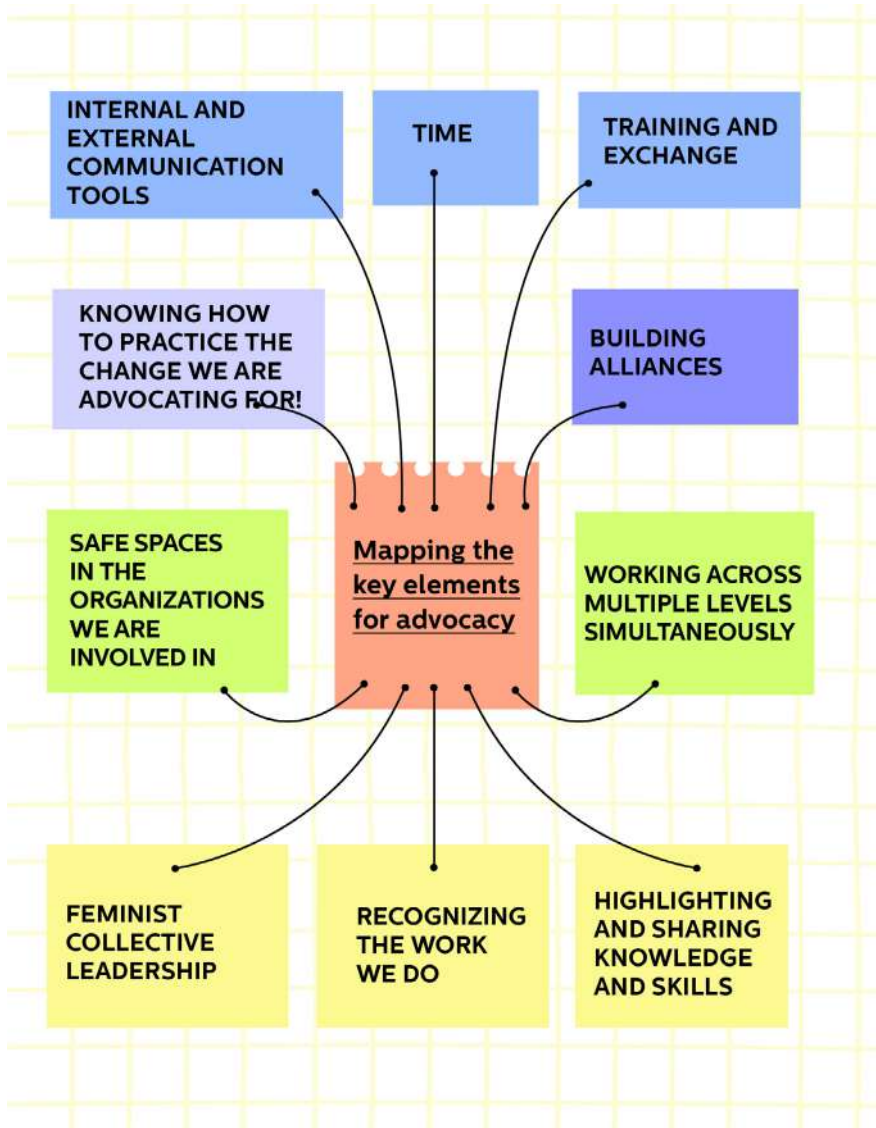 INTERNAL AND
EXTERNAL
COMMUNICATION
TOOLS
TIME
TRAINING AND
EXCHANGE
KNOWING HOW
TO PRACTICE THE
CHANGE WE ARE
ADVOCATING FOR!
BUILDING
ALLIANCES
Mapping the
key elements
for advocacy
SAFE SPACES
IN THE
ORGANIZATIONS
WE ARE
INVOLVED IN
WORKING ACROSS
MULTIPLE LEVELS
SIMULTANEOUSLY
FEMINIST
COLLECTIVE
LEADERSHIP
RECOGNIZING
THE WORK
WE DO
HIGHLIGHTING
AND SHARING
KNOWLEDGE
AND SKILLS